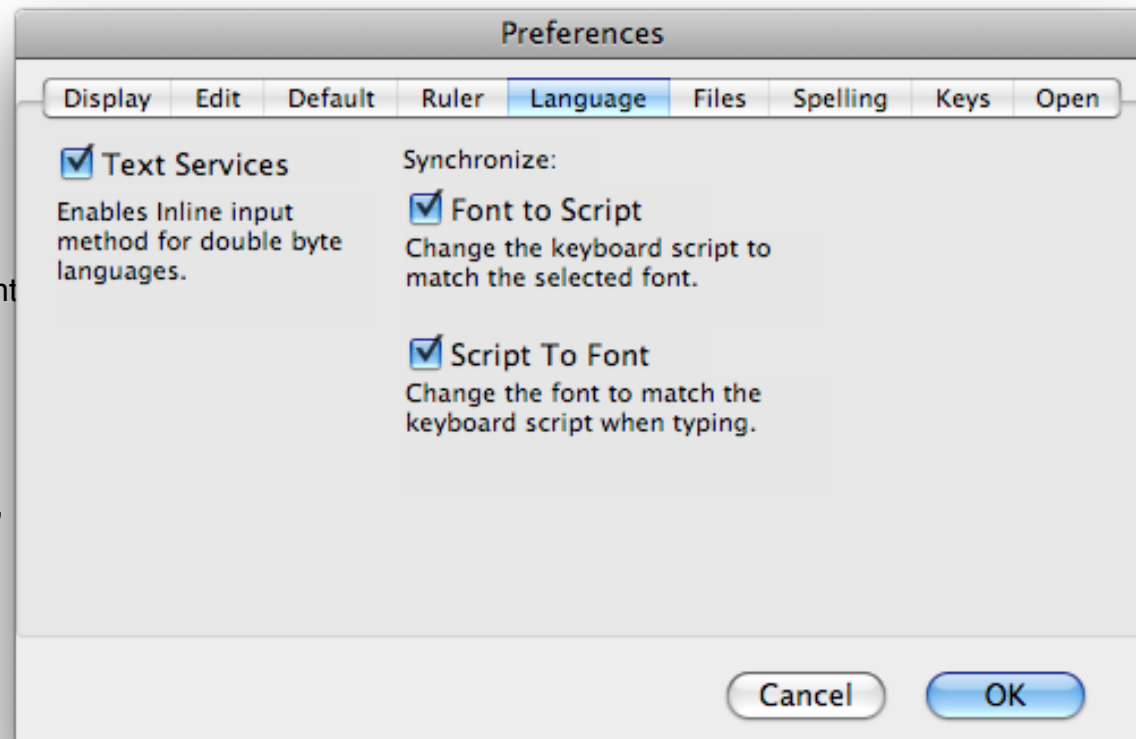 Preferences
Display Edit Default Ruler Language Files Spelling Keys Open
Text Services
Enables Inline input
method for double byte
languages.
Synchronize:
Font to Script
Change the keyboard script to
match the selected font.
Script To Font
Change the font to match the
keyboard script when typing.
Cancel OK